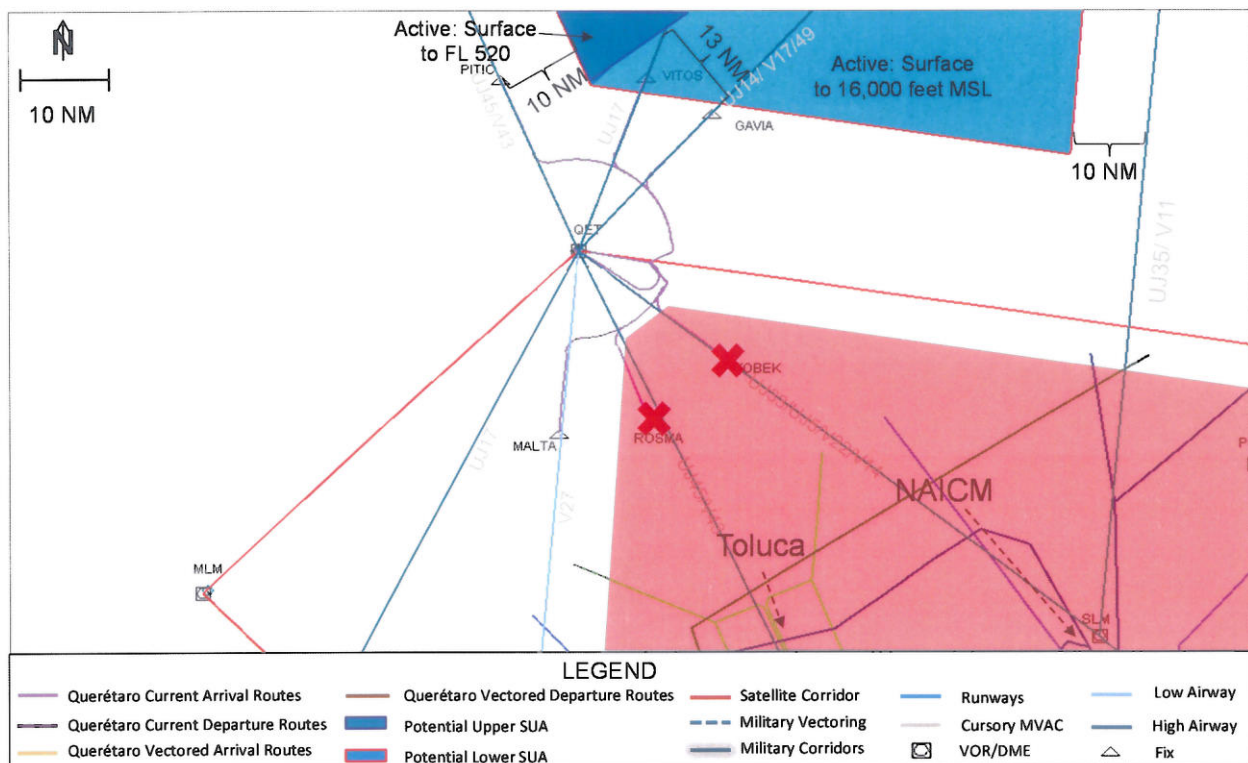 N
10 NM
Active: Surface
to FL 520
PITIC
10 NM
13 NM
VITOS
UJ14/ V17/49
Active: Surface
to 16,000 feet MSL
GAVIA
10 NM
UJ45/V43
UJ17
UJ35/ V11
QET
ROSMA
MALTA
UJ17
V27
MLM
Toluca
NAICM
SLM
LEGEND
Querétaro Current Arrival Routes
Querétaro Vectored Departure Routes
Satellite Corridor
Runways
Low Airway
Querétaro Current Departure Routes
Potential Upper SUA
Military Vectoring
Cursory MVAC
High Airway
Querétaro Vectored Arrival Routes
Potential Lower SUA
Military Corridors
VOR/DME
Fix